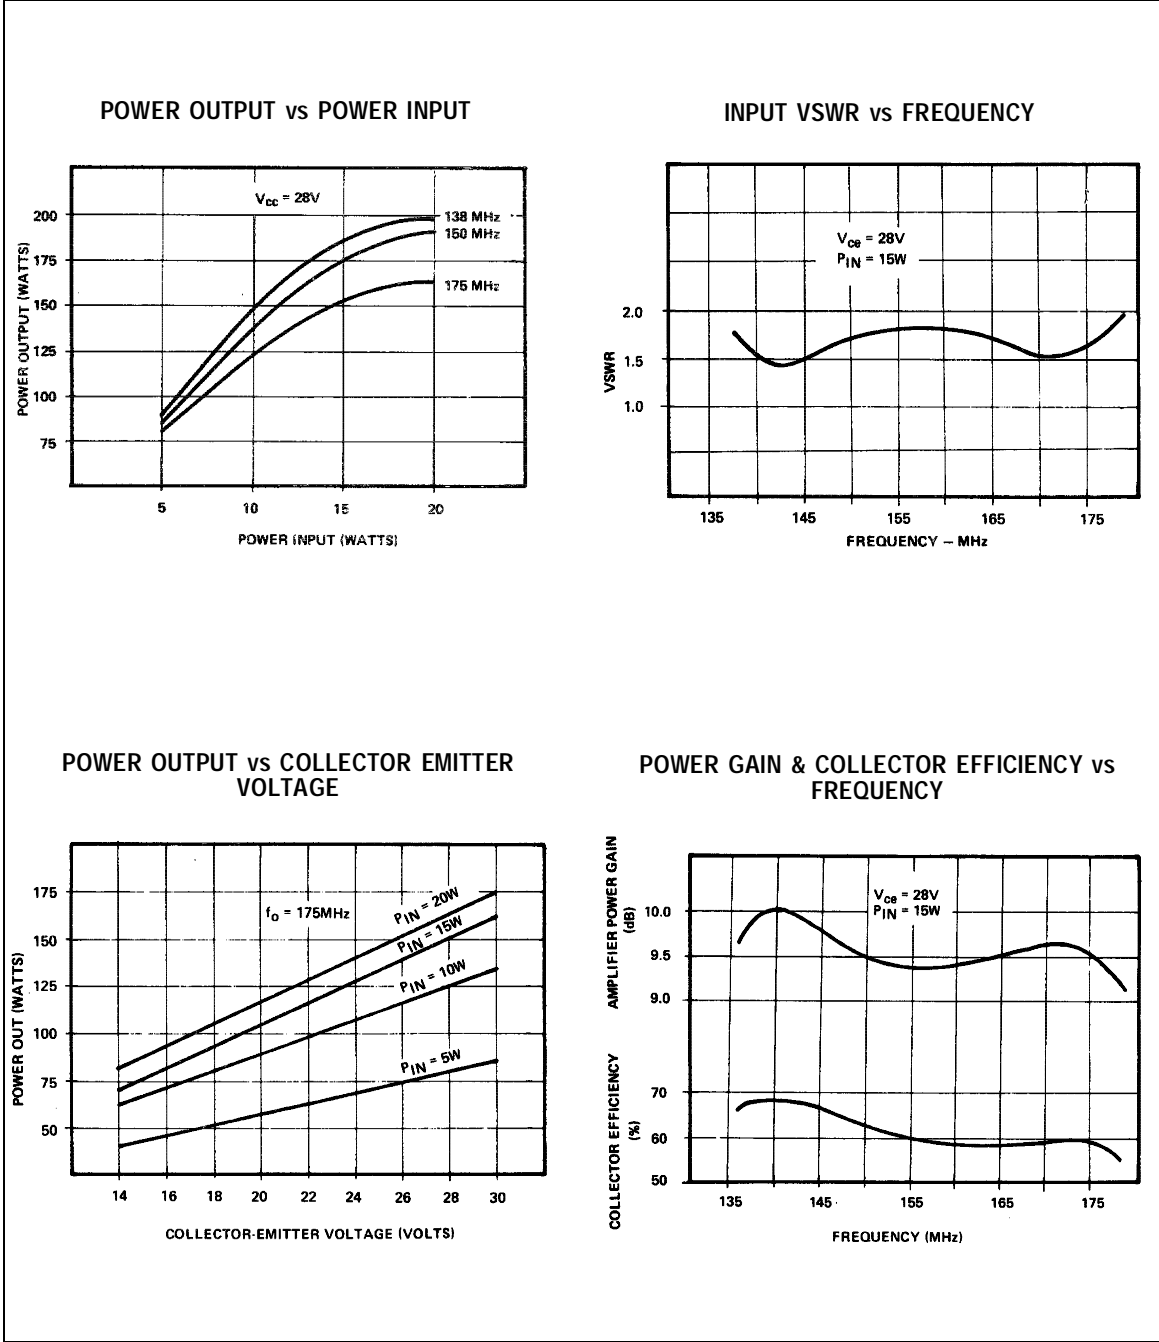 POWER OUTPUT vs POWER INPUT
Vcc = 28V
200
175
150
125
100
75
138 MHz
150 MHz
175 MHz
POWER OUTPUT (WATTS)
5
10
15
20
POWER INPUT (WATTS)
INPUT VSWR vs FREQUENCY
Vce = 28V
PIN = 15W
2.0
1.5
1.0
VSWR
135
145
155
165
175
FREQUENCY – MHz
POWER OUTPUT vs COLLECTOR EMITTER
VOLTAGE
175
150
125
100
75
50
POWER OUT (WATTS)
fo = 175MHz
PIN = 20W
PIN = 15W
PIN = 10W
PIN = 5W
14
16
18
20
22
24
26
28
30
COLLECTOR-EMITTER VOLTAGE (VOLTS)
POWER GAIN & COLLECTOR EFFICIENCY vs
FREQUENCY
AMPLIFIER POWER GAIN
(dB)
10.0
9.5
9.0
Vce = 28V
PIN = 15W
COLLECTOR EFFICIENCY
(%)
70
60
50
135
145
155
165
175
FREQUENCY (MHz)